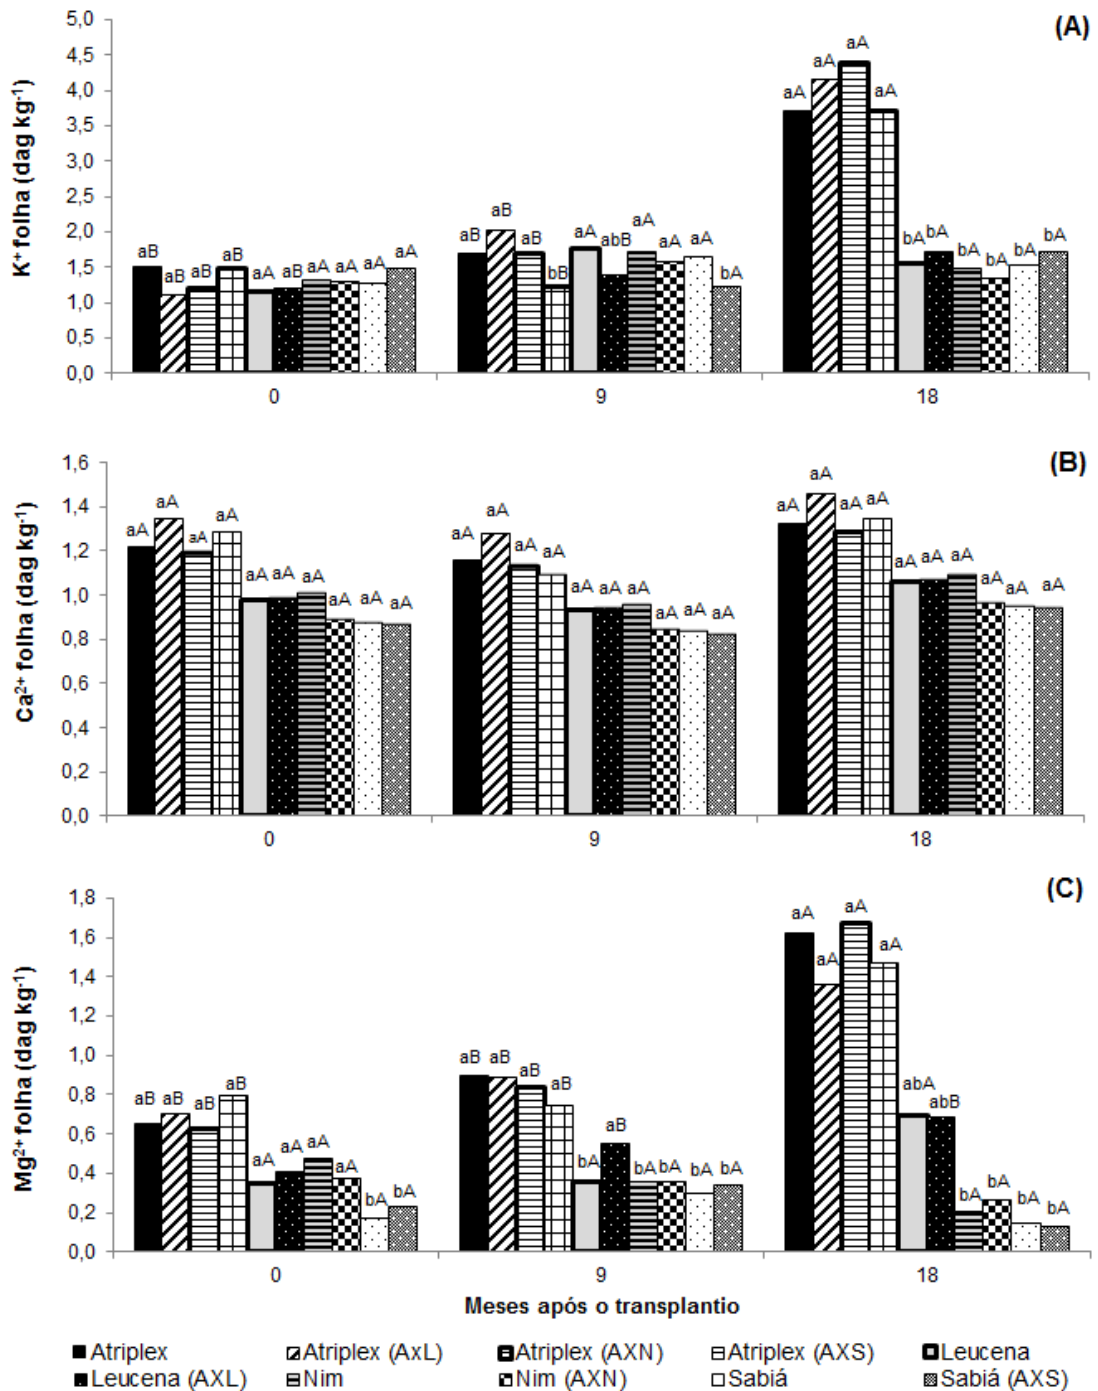 (A)
K⁺ folha (dag kg⁻¹)
5,0
4,5
4,0
3,5
3,0
2,5
2,0
1,5
1,0
0,5
0,0
aB aB aB aB aA aB aA aA aA aA
aB aB aB bB aA abB aA aA aA bA
aA aA aA aA bA bA bA bA bA bA
0 9 18
(B)
Ca²⁺ folha (dag kg⁻¹)
1,6
1,4
1,2
1,0
0,8
0,6
0,4
0,2
0,0
aA aA aA aA aA aA aA aA aA aA
aA aA aA aA aA aA aA aA aA aA
aA aA aA aA aA aA aA aA aA aA
0 9 18
(C)
Mg²⁺ folha (dag kg⁻¹)
1,8
1,6
1,4
1,2
1,0
0,8
0,6
0,4
0,2
0,0
aB aB aB aB aA aA aA aA bA bA
aB aB aB aB bA aB bA bA bA bA
aA aA aA aA abA abB bA bA bA bA
0 9 18
Meses após o transplantio
Atriplex Atriplex (AxL) Atriplex (AXN) Atriplex (AXS) Leucena
Leucena (AXL) Nim Nim (AXN) Sabiá Sabiá (AXS)